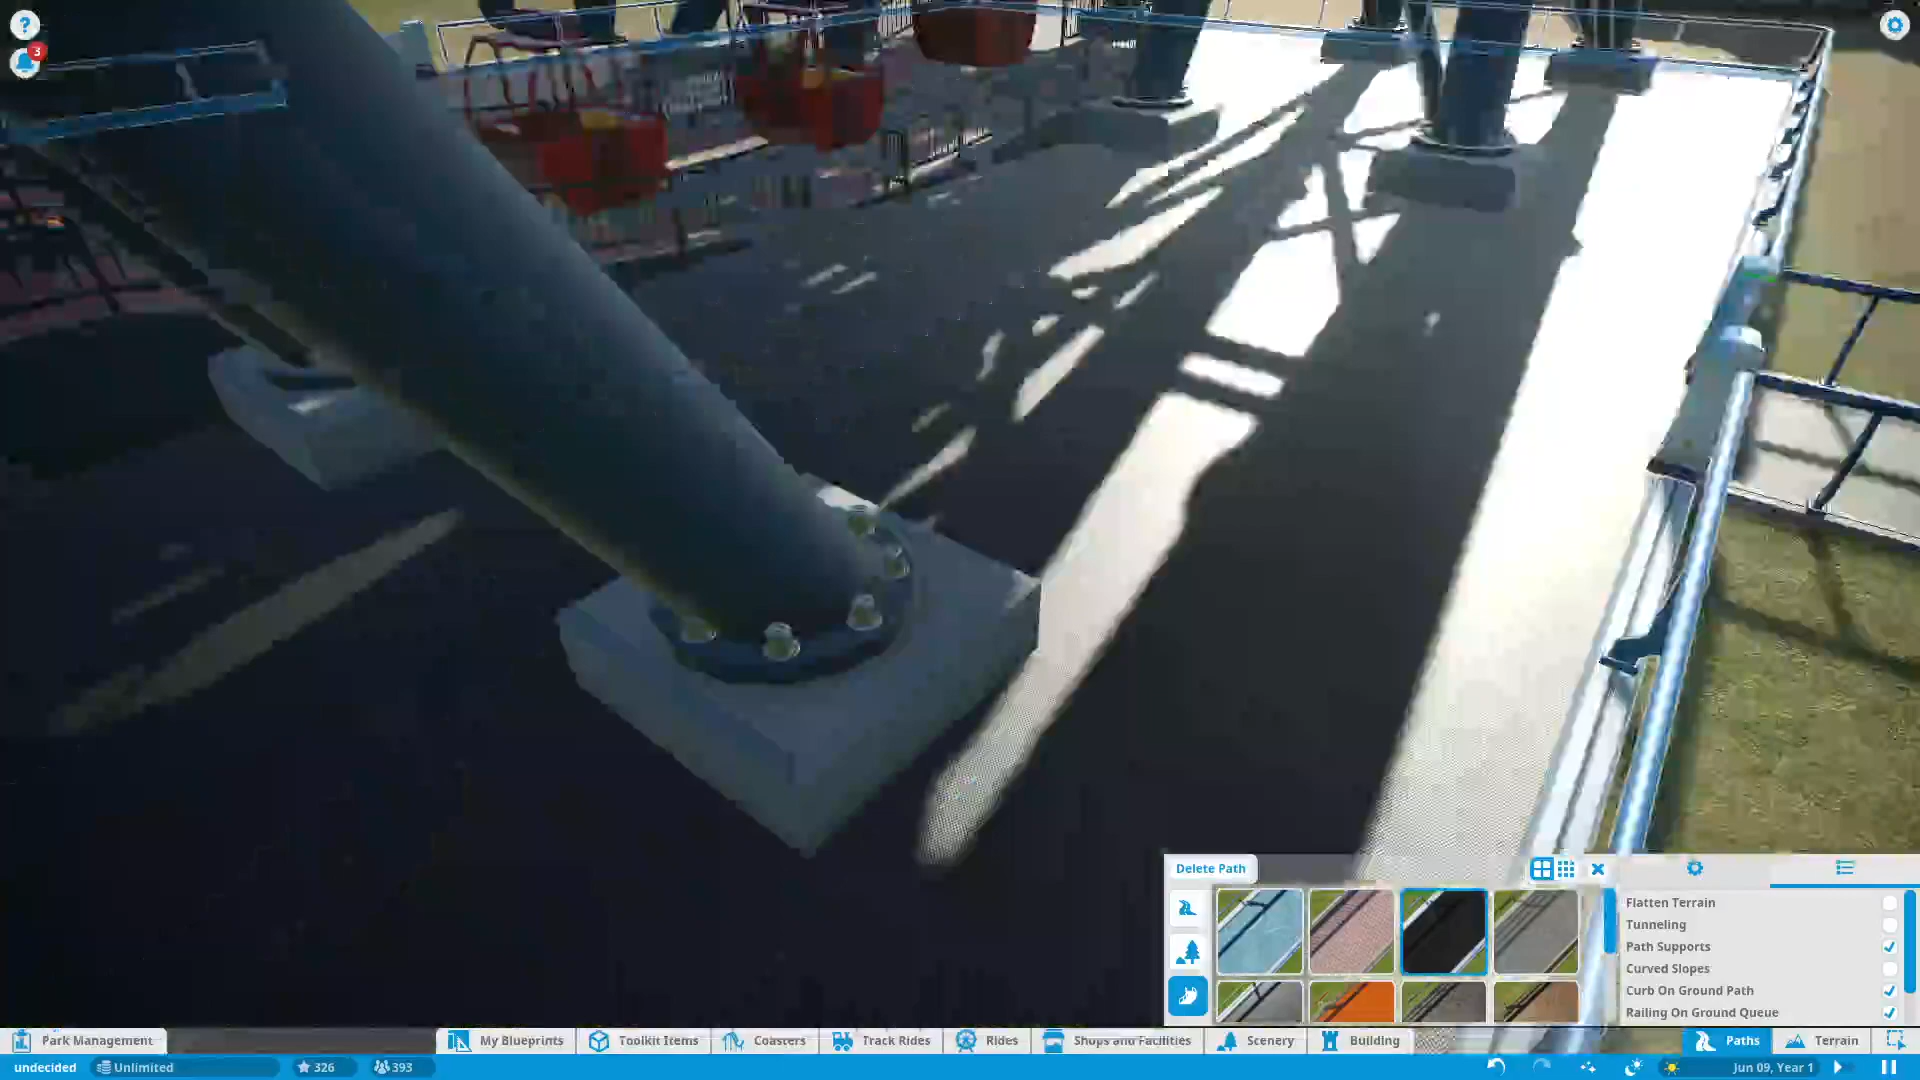 ?
3
Delete Path
Flatten Terrain
Tunneling
Path Supports
Curved Slopes
Curb On Ground Path
Railing On Ground Queue
Park Management
My Blueprints
Toolkit Items
Coasters
Track Rides
Rides
Shops and Facilities
Scenery
Building
Paths
Terrain
undecided
Unlimited
326
393
Jun 09, Year 1